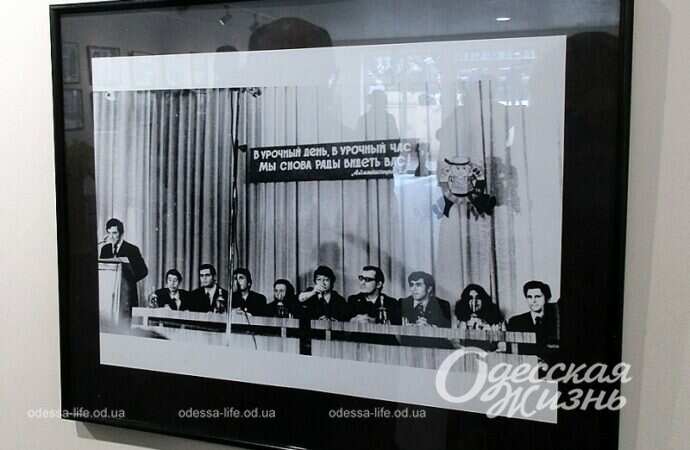 В УРОЧНЫЙ ДЕНЬ, В УРОЧНЫЙ ЧАС
МЫ СНОВА РАДЫ ВИДЕТЬ ВАС!
Одесская
Жизнь
odessa-life.od.ua odessa-life.od.ua odessa-life.od.ua